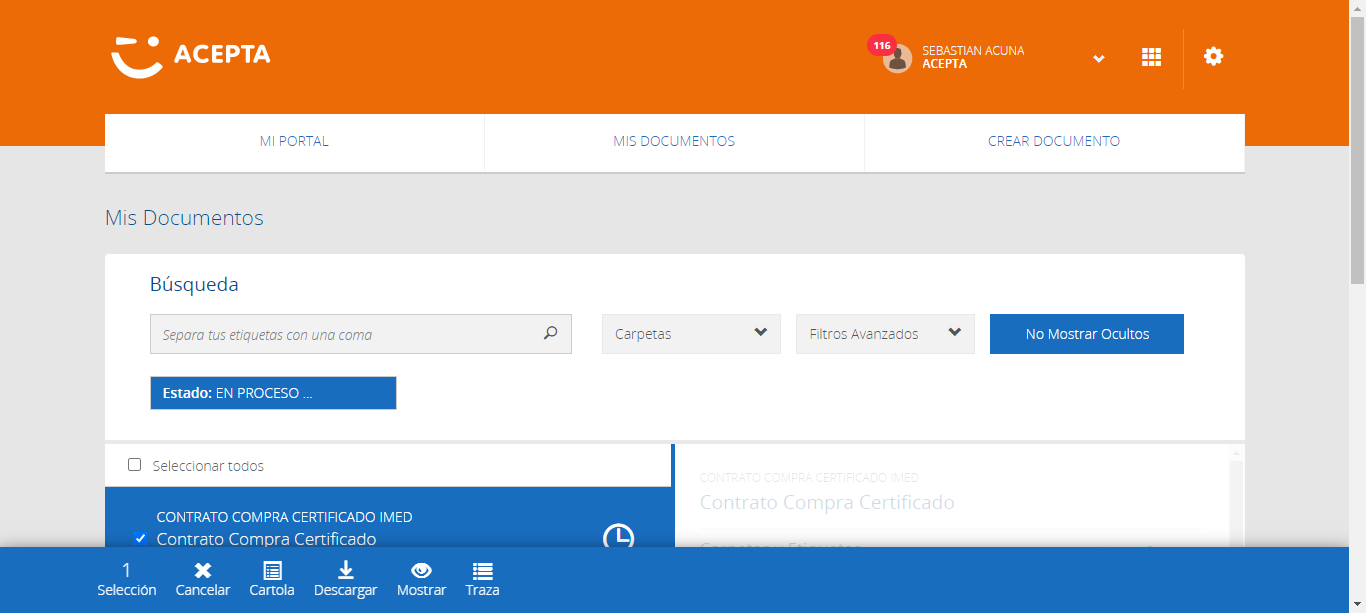 ACEPTA
116
SEBASTIAN ACUNA
ACEPTA
MI PORTAL
MIS DOCUMENTOS
CREAR DOCUMENTO
Mis Documentos
Búsqueda
Separa tus etiquetas con una coma
Carpetas
Filtros Avanzados
No Mostrar Ocultos
Estado: EN PROCESO ...
Seleccionar todos
CONTRATO COMPRA CERTIFICADO IMED
Contrato Compra Certificado
CONTRATO COMPRA CERTIFICADO IMED
Contrato Compra Certificado
Carpetas y Etiquetas
1
Selección
Cancelar
Cartola
Descargar
Mostrar
Traza